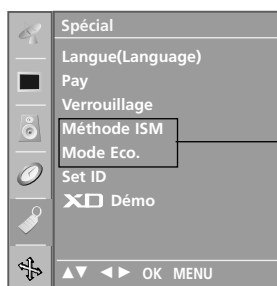 Spécial
Langue(Language)
Pay
Verrouillage
Méthode ISM
Mode Eco.
Set ID
XD Démo
▲▼ ◄► OK MENU